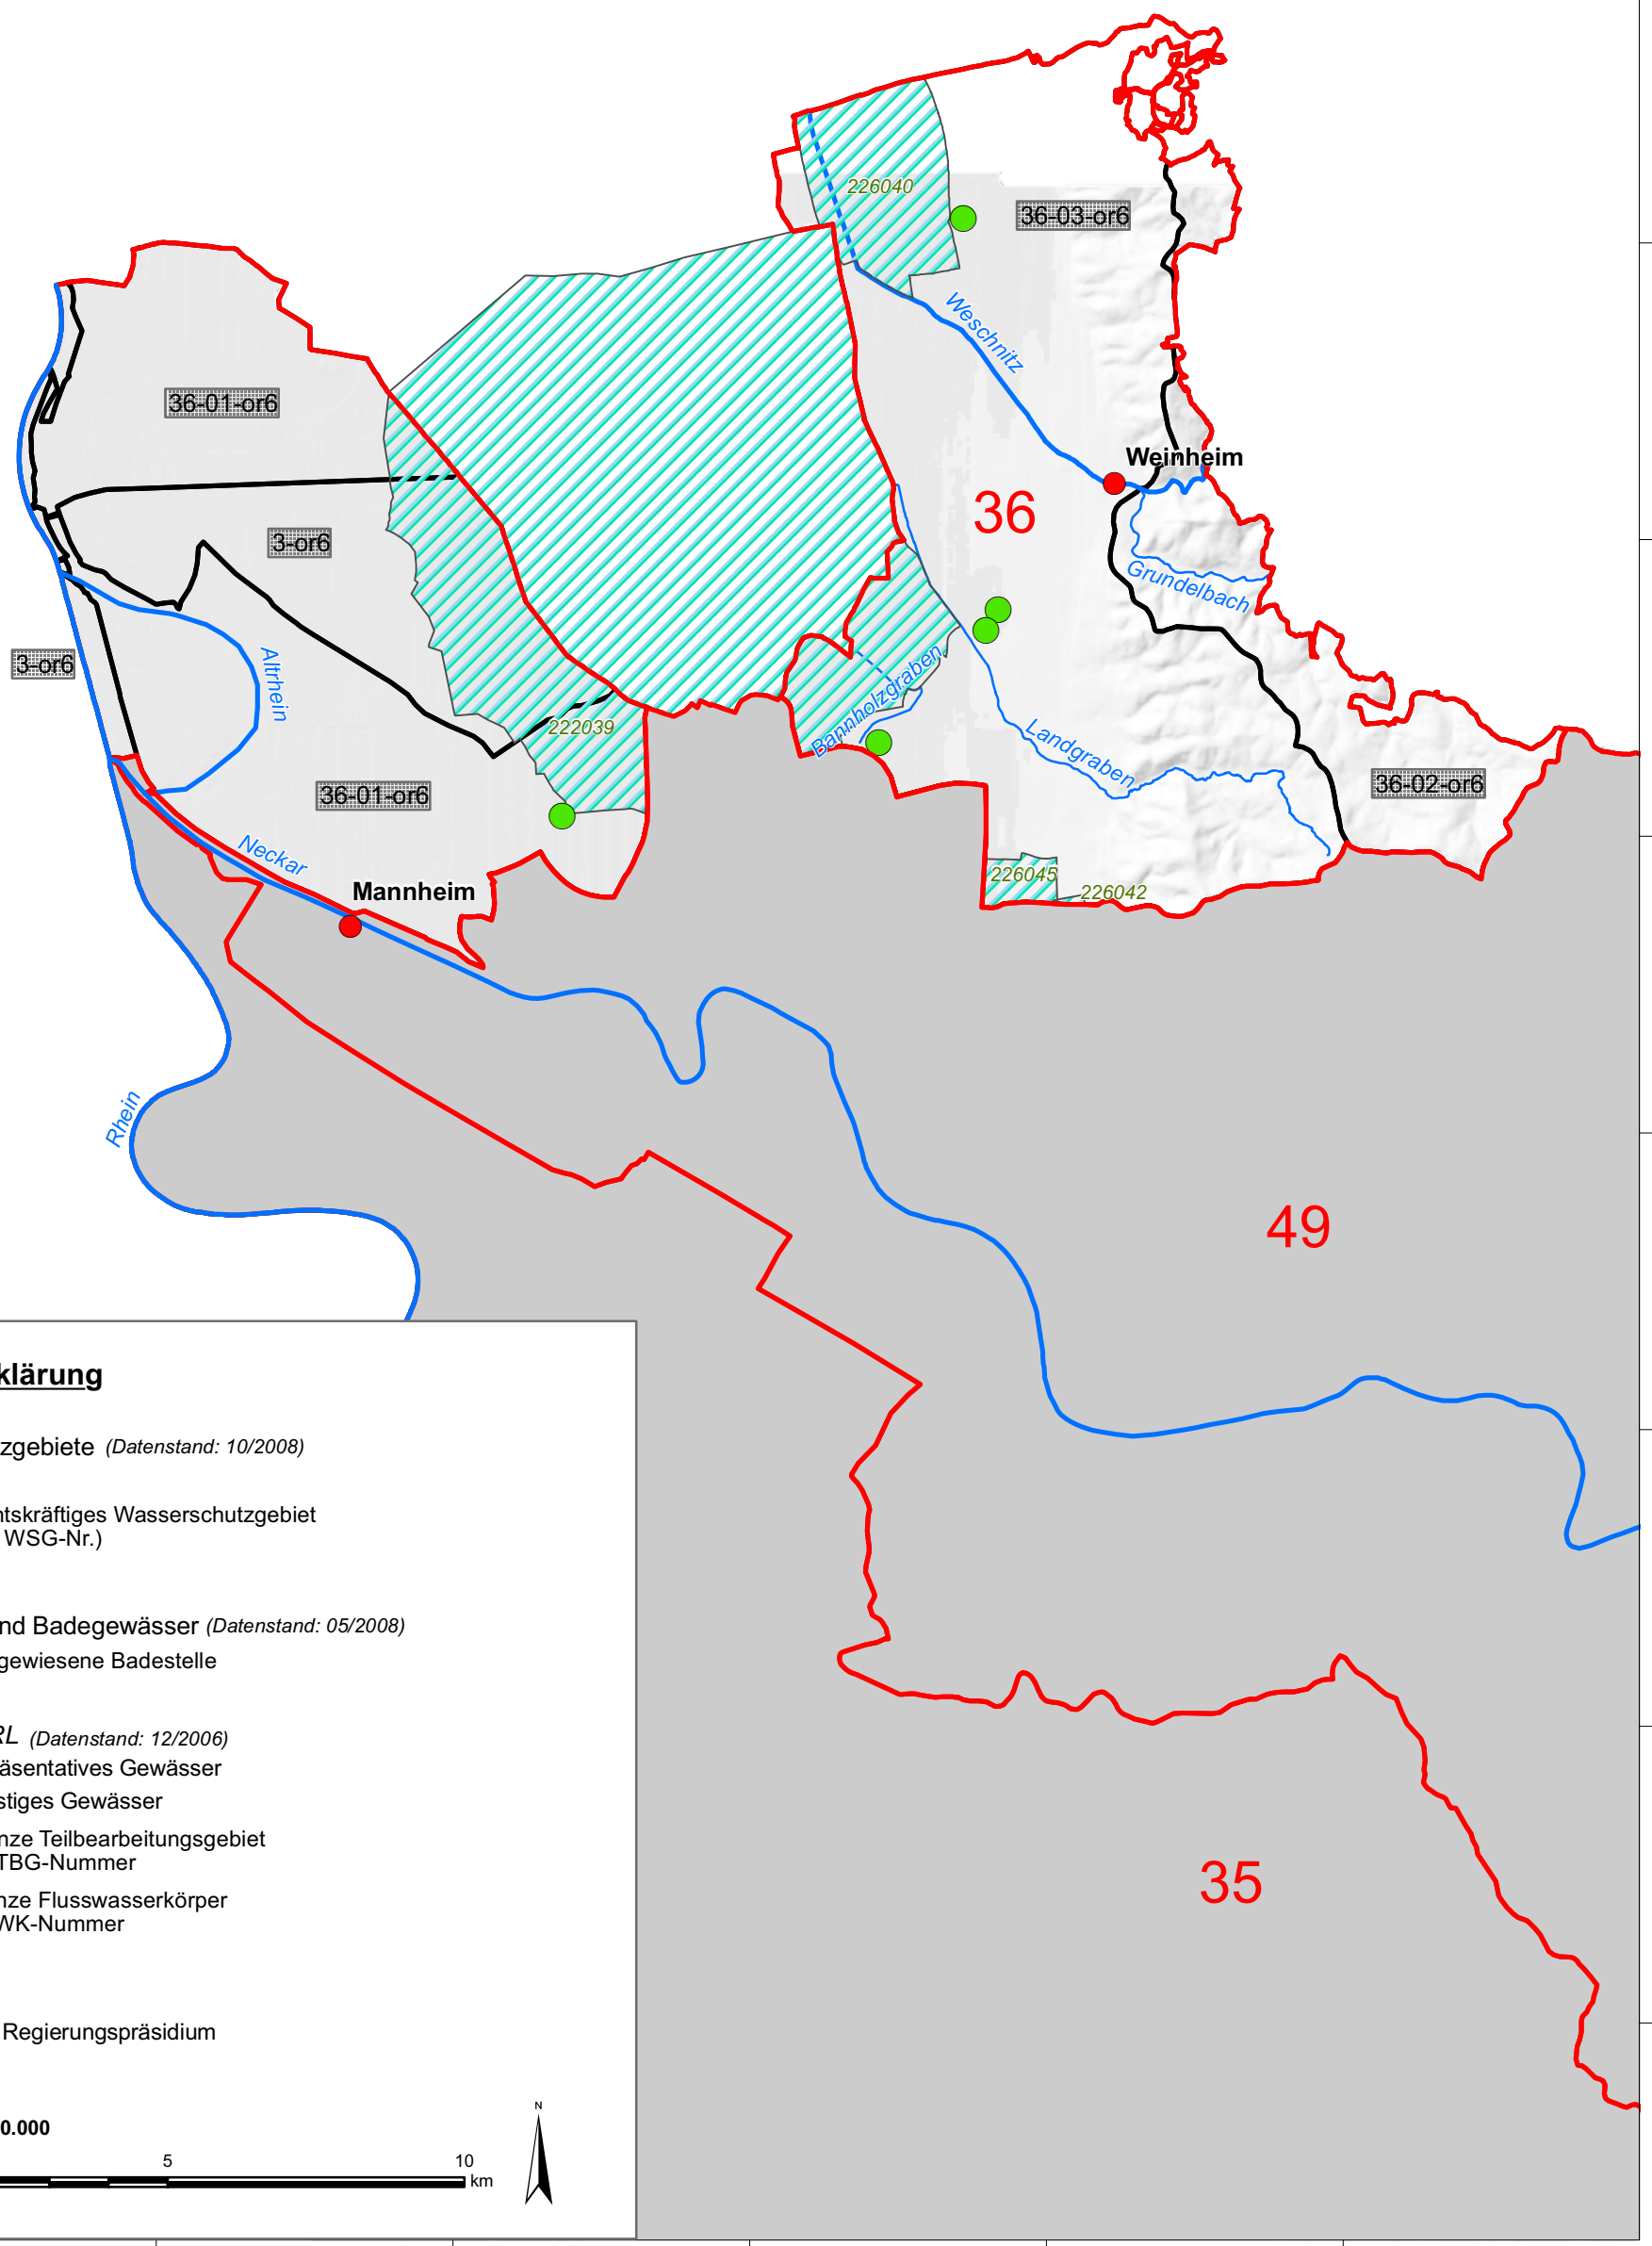 226040
36-03-or6
Weschnitz
36-01-or6
Weinheim
36
3-or6
Grundelbach
3-or6
Altrhein
222039
Bannholzgraben
Landgraben
36-02-or6
36-01-or6
Neckar
226045
226042
Mannheim
Rhein
49
klärung
zgebiete (Datenstand: 10/2008)
htskräftiges Wasserschutzgebiet
WSG-Nr.)
nd Badegewässer (Datenstand: 05/2008)
gewiesene Badestelle
RL (Datenstand: 12/2006)
äsentatives Gewässer
stiges Gewässer
nze Teilbearbeitungsgebiet
TBG-Nummer
35
nze Flusswasserkörper
WK-Nummer
Regierungspräsidium
N
0.000
5 10
km